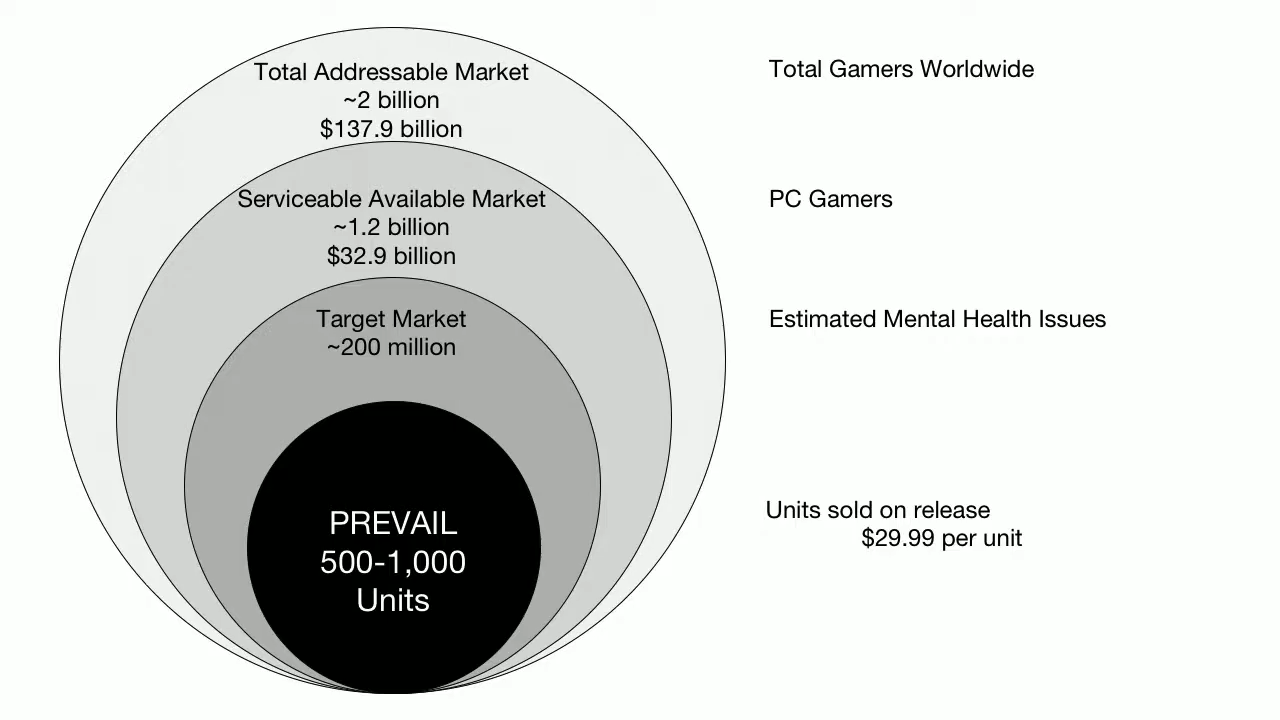 Total Addressable Market
~2 billion
$137.9 billion
Total Gamers Worldwide
Serviceable Available Market
~1.2 billion
$32.9 billion
PC Gamers
Target Market
~200 million
Estimated Mental Health Issues
PREVAIL
500-1,000
Units
Units sold on release
$29.99 per unit